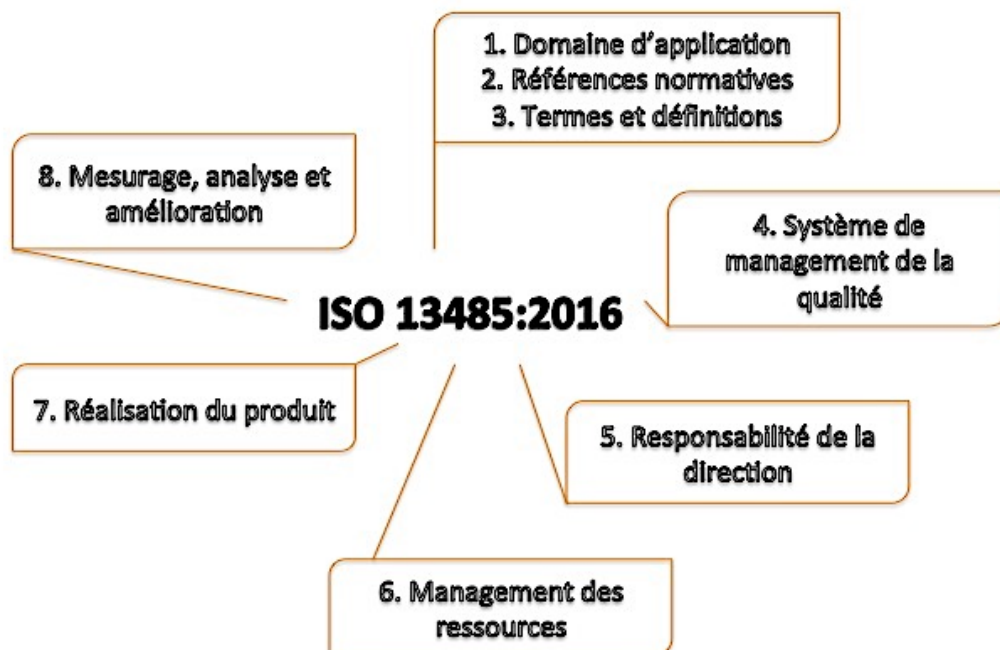 1. Domaine d'application
2. Références normatives
3. Termes et définitions
8. Mesurage, analyse et
amélioration
4. Système de
management de la
qualité
ISO 13485:2016
7. Réalisation du produit
5. Responsabilité de la
direction
6. Management des
ressources